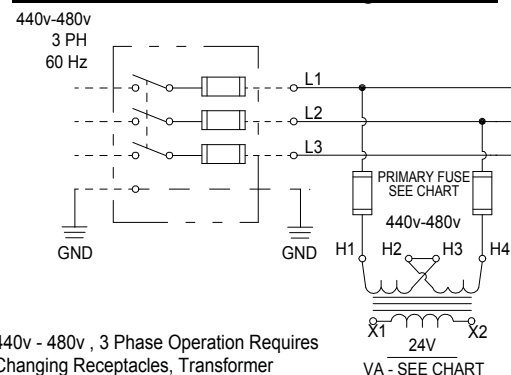 440v-480v
3 PH
60 Hz
L1
L2
L3
PRIMARY FUSE
SEE CHART
440v-480v
GND
GND
H1
H2
H3
H4
X1
X2
24V
VA - SEE CHART
440v - 480v , 3 Phase Operation Requires
Changing Receptacles, Transformer